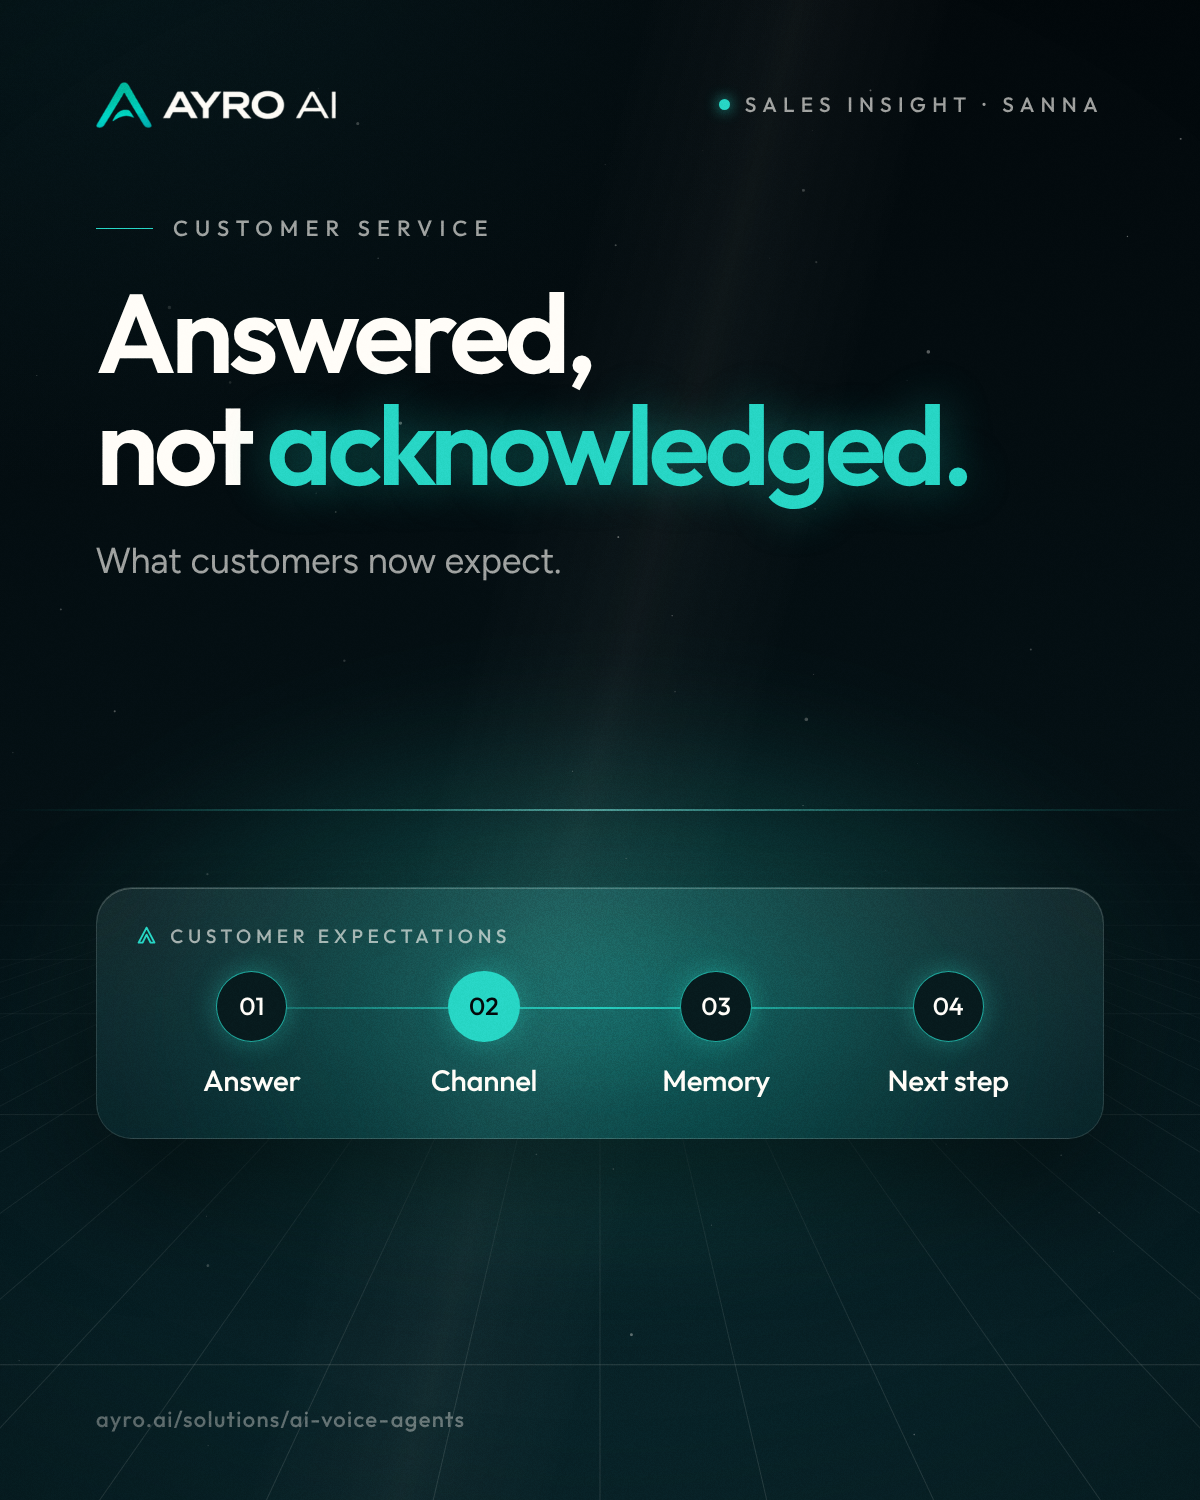 AYRO AI
SALES INSIGHT · SANNA
CUSTOMER SERVICE
Answered,
not acknowledged.
What customers now expect.
CUSTOMER EXPECTATIONS
01 02 03 04
Answer Channel Memory Next step
ayro.ai/solutions/ai-voice-agents